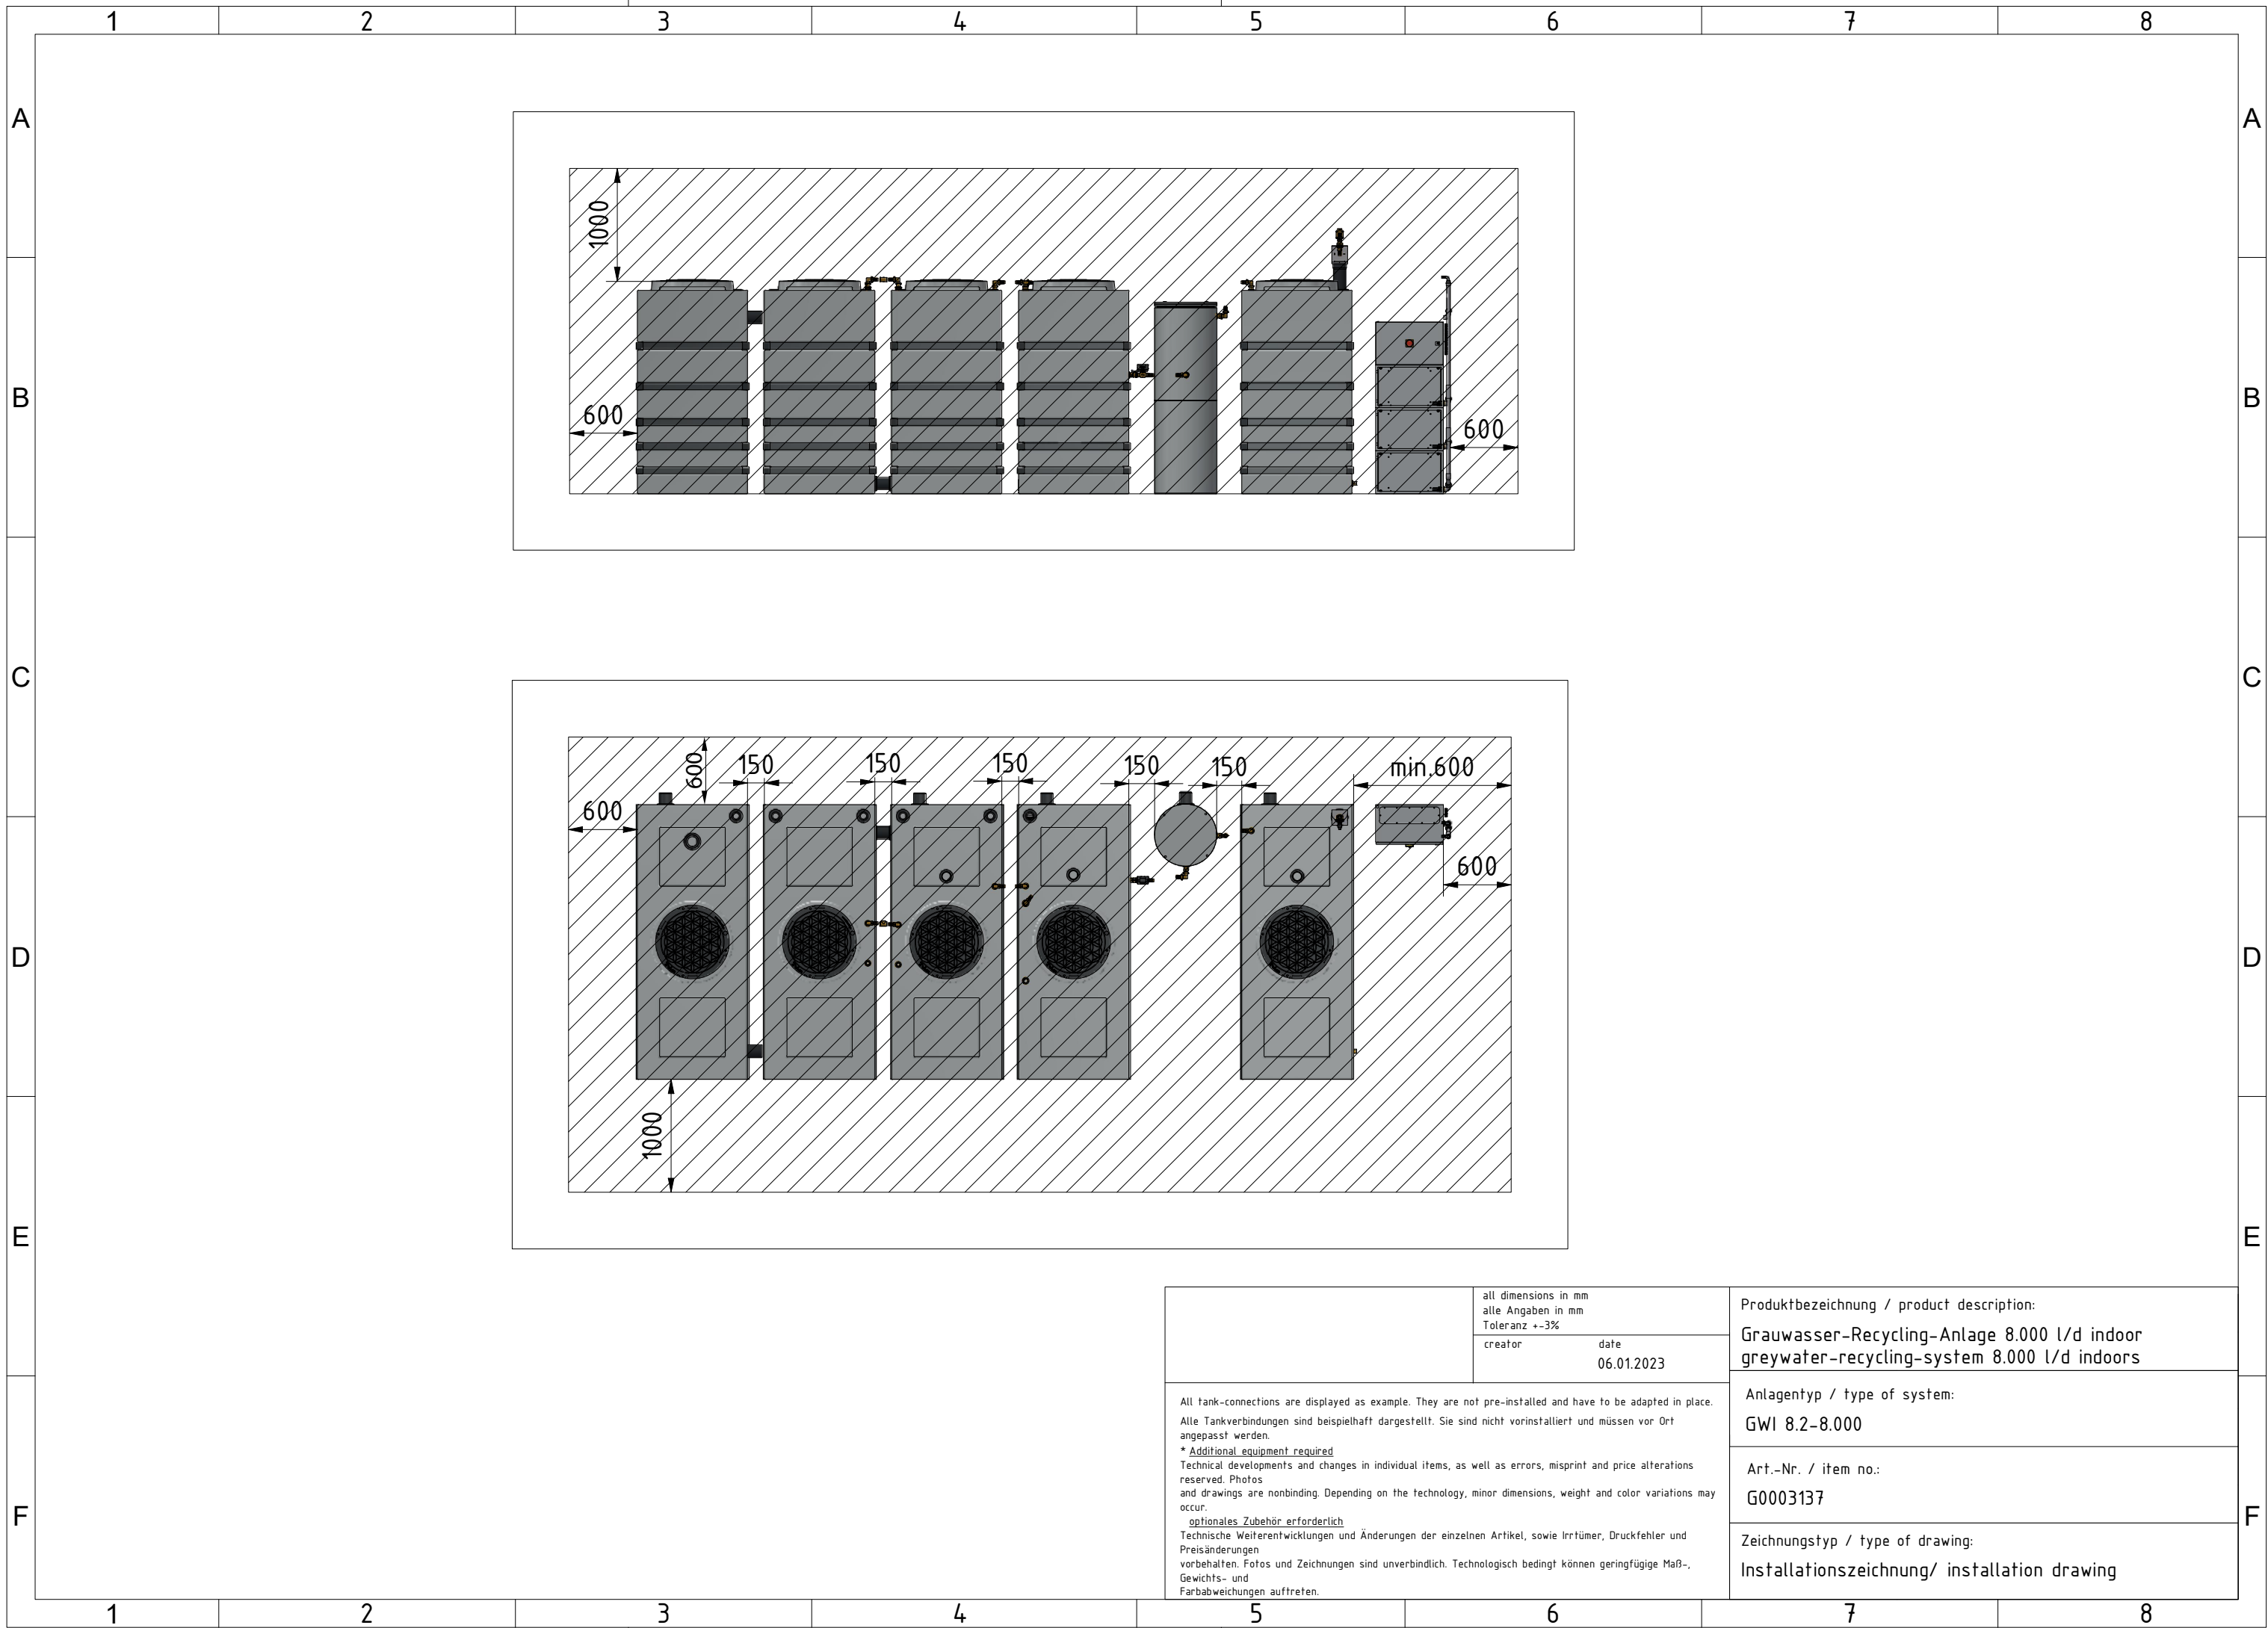 1 2 3 4 5 6 7 8
A A
1000
B B
600 600
C C
600 150 150 150 150 150 min.600
600 600
D D
1000
E E
all dimensions in mm
alle Angaben in mm
Toleranz +-3%
creator date
06.01.2023
Produktbezeichnung / product description:
Grauwasser-Recycling-Anlage 8.000 l/d indoor
greywater-recycling-system 8.000 l/d indoors
Anlagentyp / type of system:
GWI 8.2-8.000
Art.-Nr. / item no.:
G0003137
Zeichnungstyp / type of drawing:
Installationszeichnung/ installation drawing
All tank-connections are displayed as example. They are not pre-installed and have to be adapted in place.
Alle Tankverbindungen sind beispielhaft dargestellt. Sie sind nicht vorinstalliert und müssen vor Ort
angepasst werden.
* Additional equipment required
Technical developments and changes in individual items, as well as errors, misprint and price alterations
reserved. Photos
and drawings are nonbinding. Depending on the technology, minor dimensions, weight and color variations may
occur.
optionales Zubehör erforderlich
Technische Weiterentwicklungen und Änderungen der einzelnen Artikel, sowie Irrtümer, Druckfehler und
Preisänderungen
vorbehalten. Fotos und Zeichnungen sind unverbindlich. Technologisch bedingt können geringfügige Maß-,
Gewichts- und
Farbabweichungen auftreten.
F F
1 2 3 4 5 6 7 8